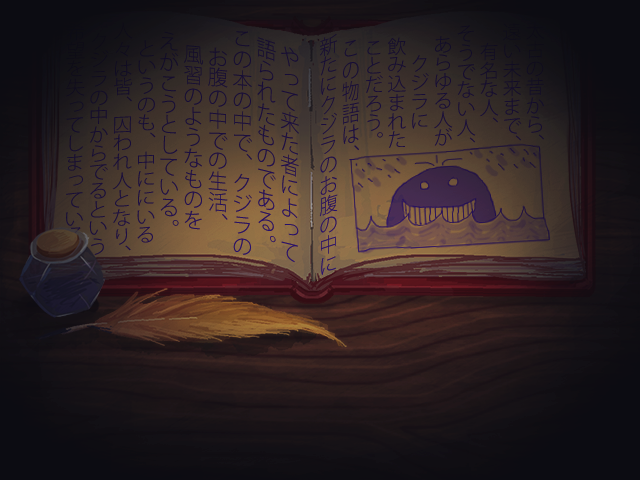 の昔から、
い未来まで、
有名な人、
そうでない人、
あらゆる人が
クジラに
飲み込まれた
ことだろう。
この物語は、
新たにクジラのお腹の中に
やって来た者によって
語られたものである。
この本の中で、クジラの
お腹の中での生活、
風習のようなものを
えがこうとしている。
というのも、中ににいる
は昔、囚われ人となり、
クジラの中からでるという
失ってしまってい